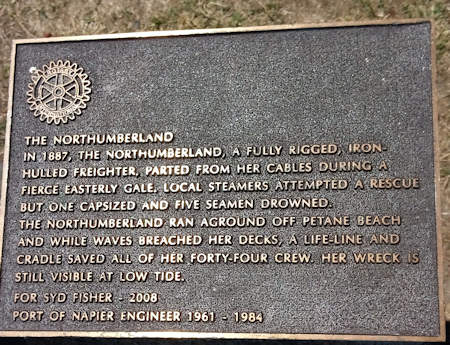 ROTARY
INTERNATIONAL
THE NORTHUMBERLAND
IN 1887, THE NORTHUMBERLAND, A FULLY RIGGED, IRON-
HULLED FREIGHTER, PARTED FROM HER CABLES DURING A
FIERCE EASTERLY GALE. LOCAL STEAMERS ATTEMPTED A RESCUE
BUT ONE CAPSIZED AND FIVE SEAMEN DROWNED.
THE NORTHUMBERLAND RAN AGROUND OFF PETANE BEACH
AND WHILE WAVES BREACHED HER DECKS, A LIFE-LINE AND
CRADLE SAVED ALL OF HER FORTY-FOUR CREW. HER WRECK IS
STILL VISIBLE AT LOW TIDE.
FOR SYD FISHER - 2008
PORT OF NAPIER ENGINEER 1961 - 1984